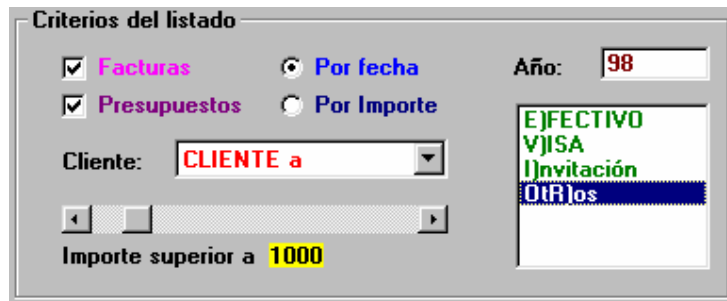 Criterios del listado
Facturas
Por fecha
Año:
98
Presupuestos
Por Importe
E)FECTIVO
V)ISA
I)nvitación
OtR)os
Cliente:
CLIENTE a
Importe superior a 1000